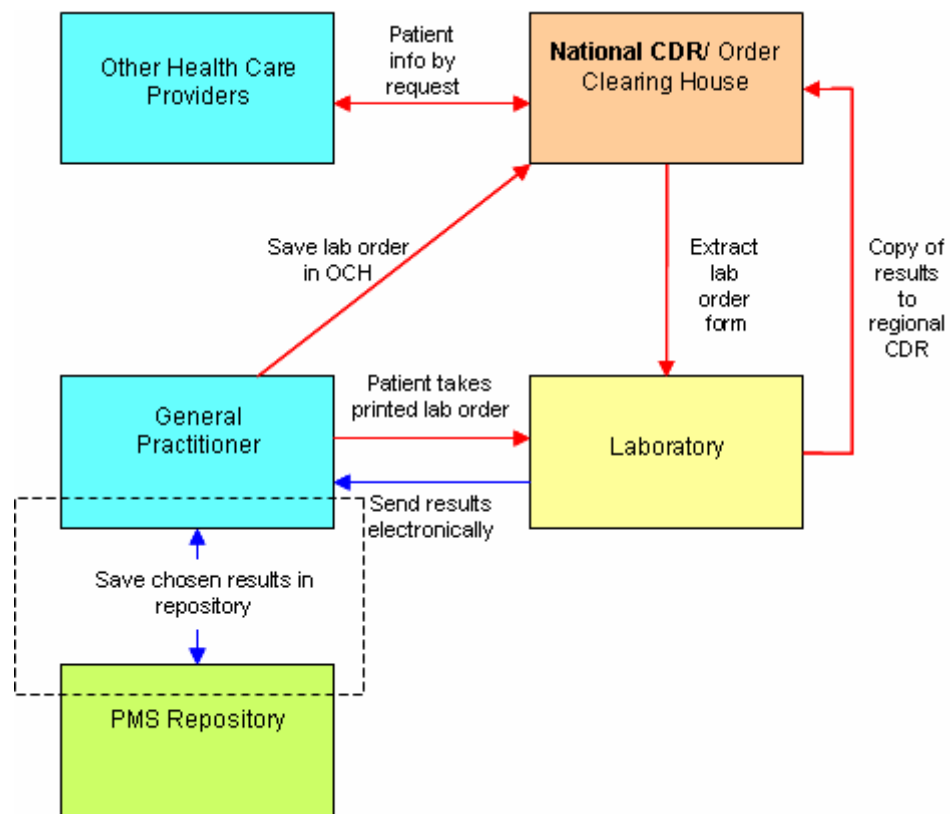 Other Health Care
Providers
Patient
info by
request
National CDR/ Order
Clearing House
Save lab order
in OCH
Extract
lab
order
form
Copy of
results
to
regional
CDR
General
Practitioner
Patient takes
printed lab order
Laboratory
Send results
electronically
Save chosen results in
repository
PMS Repository